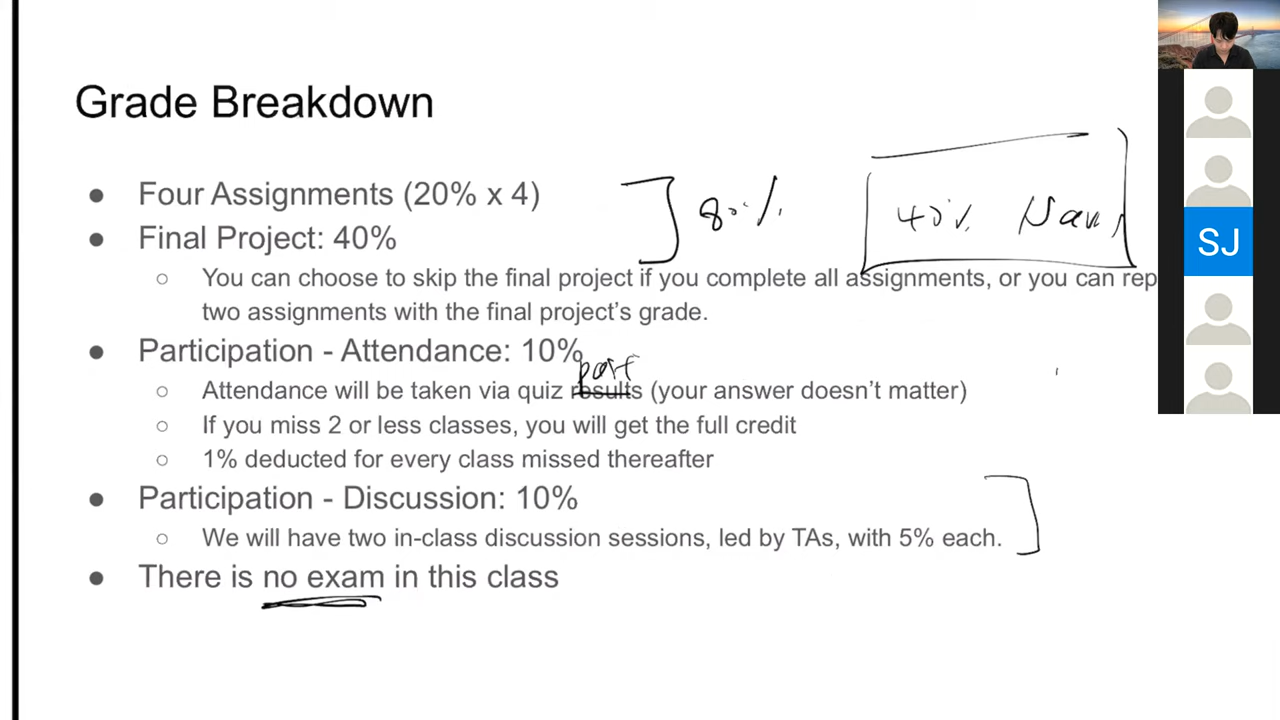 Grade Breakdown
● Four Assignments (20% x 4)
80%
40%
● Final Project: 40%
○ You can choose to skip the final project if you complete all assignments, or you can rep
two assignments with the final project's grade.
● Participation - Attendance: 10%
part
○ Attendance will be taken via quiz results (your answer doesn't matter)
○ If you miss 2 or less classes, you will get the full credit
○ 1% deducted for every class missed thereafter
● Participation - Discussion: 10%
○ We will have two in-class discussion sessions, led by TAs, with 5% each.
● There is no exam in this class
SJ